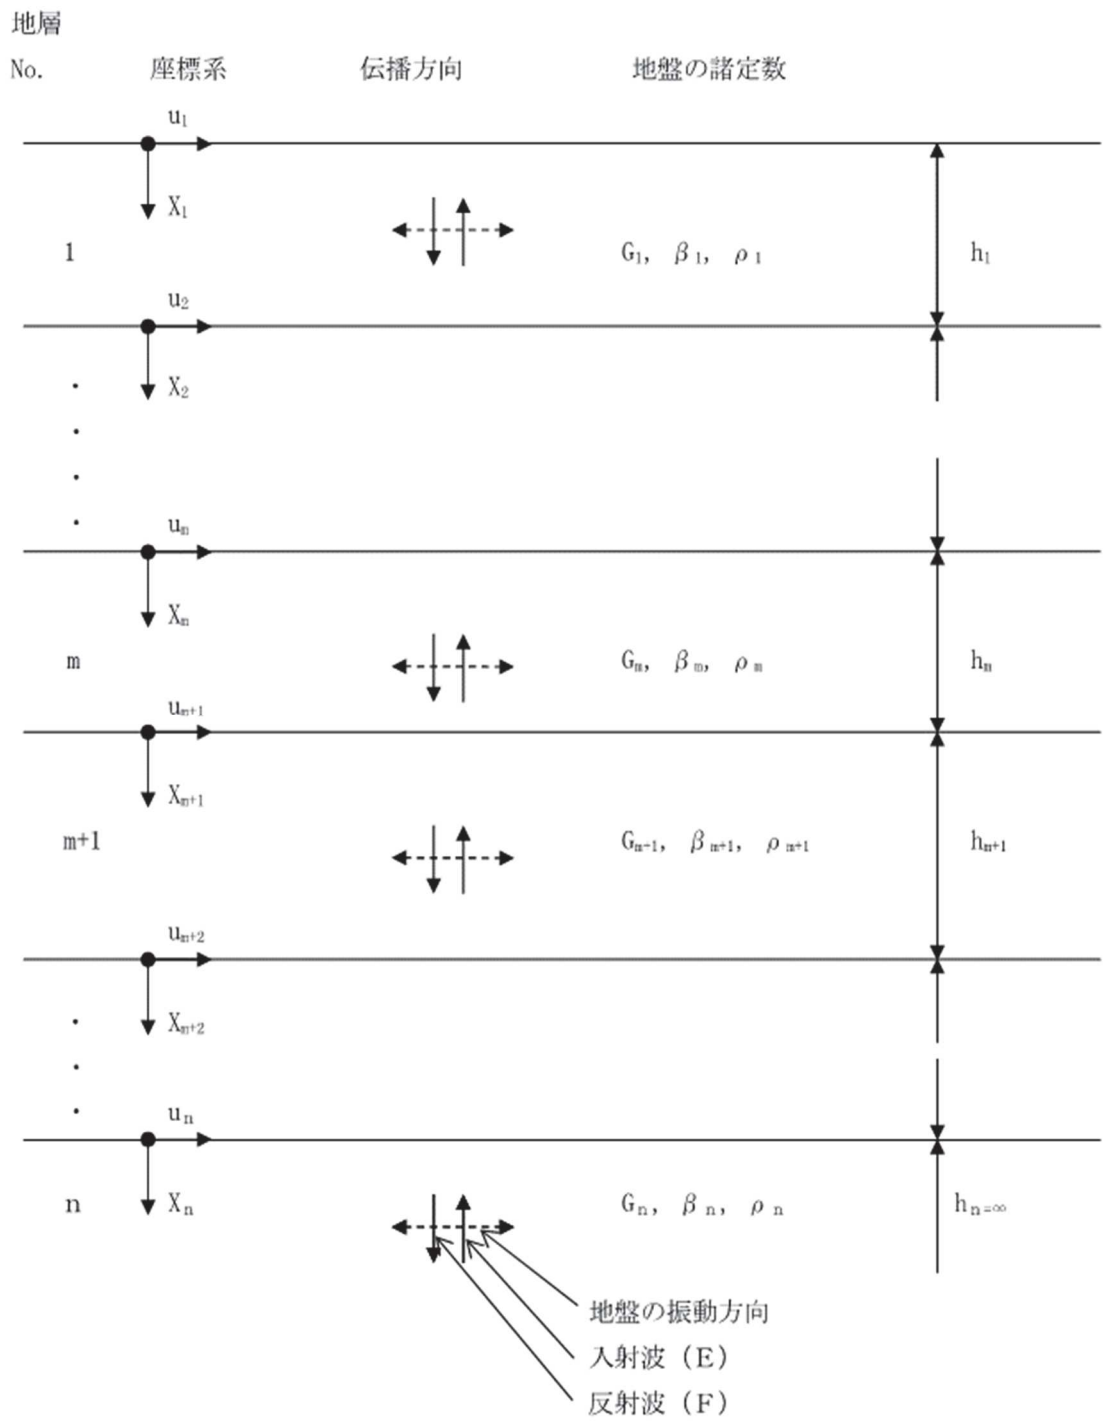 地層
No. 座標系 伝播方向 地盤の諸定数
u1
X1
1 G1, β1, ρ1 h1
u2
X2
um
Xm
m Gm, βm, ρm hm
um+1
Xm+1
m+1 Gm+1, βm+1, ρm+1 hm+1
um+2
Xm+2
un
n Xn Gn, βn, ρn hn=∞
地盤の振動方向
入射波(E)
反射波(F)